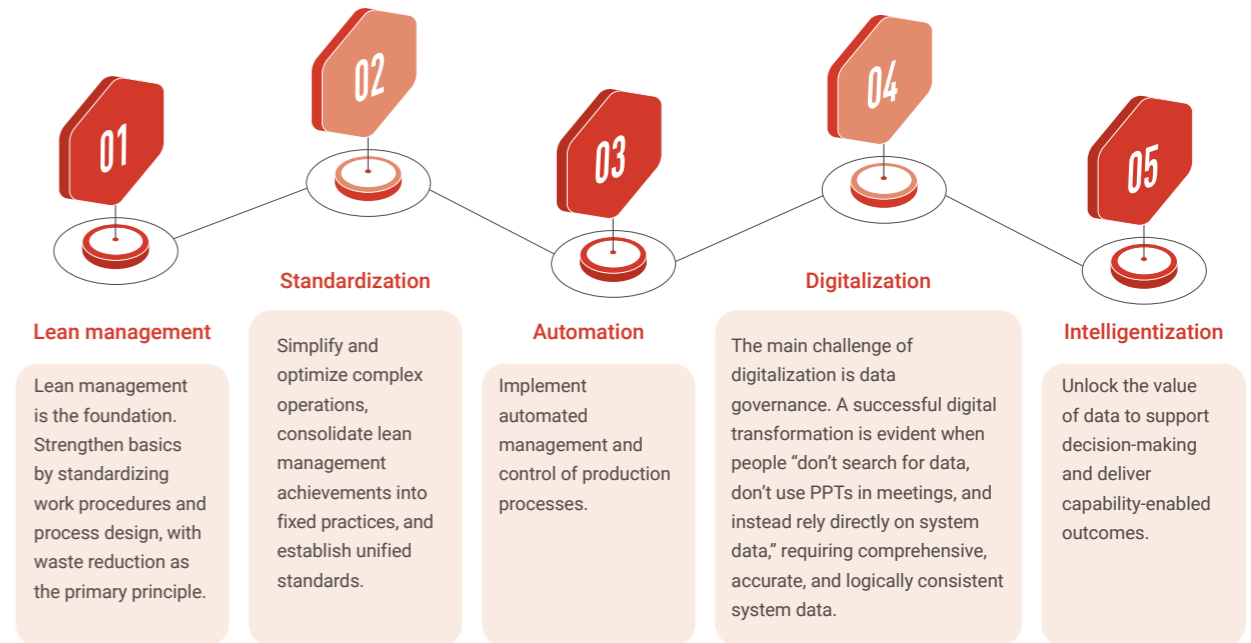 01
Lean management
Lean management
is the foundation.
Strengthen basics
by standardizing
work procedures and
process design, with
waste reduction as
the primary principle.
02
Standardization
Simplify and
optimize complex
operations,
consolidate lean
management
achievements into
fixed practices, and
establish unified
standards.
03
Automation
Implement
automated
management and
control of production
processes.
04
Digitalization
The main challenge of
digitalization is data
governance. A successful digital
transformation is evident when
people “don’t search for data,
don’t use PPTs in meetings, and
instead rely directly on system
data,” requiring comprehensive,
accurate, and logically consistent
system data.
05
Intelligentization
Unlock the value
of data to support
decision-making
and deliver
capability-enabled
outcomes.